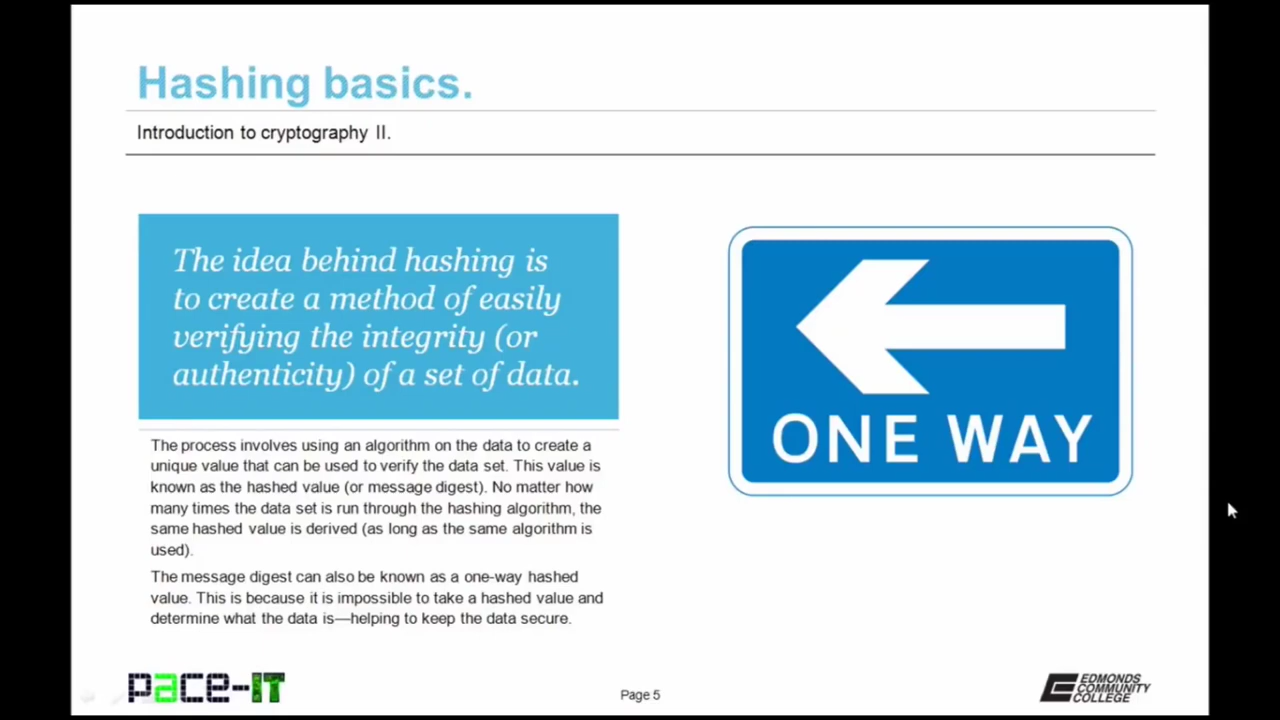 Hashing basics.
Introduction to cryptography II.
The idea behind hashing is
to create a method of easily
verifying the integrity (or
authenticity) of a set of data.
The process involves using an algorithm on the data to create a
unique value that can be used to verify the data set. This value is
known as the hashed value (or message digest). No matter how
many times the data set is run through the hashing algorithm, the
same hashed value is derived (as long as the same algorithm is
used).
The message digest can also be known as a one-way hashed
value. This is because it is impossible to take a hashed value and
determine what the data is—helping to keep the data secure.
ONE WAY
pace-IT
Page 5
EDMONDS
COMMUNITY
COLLEGE